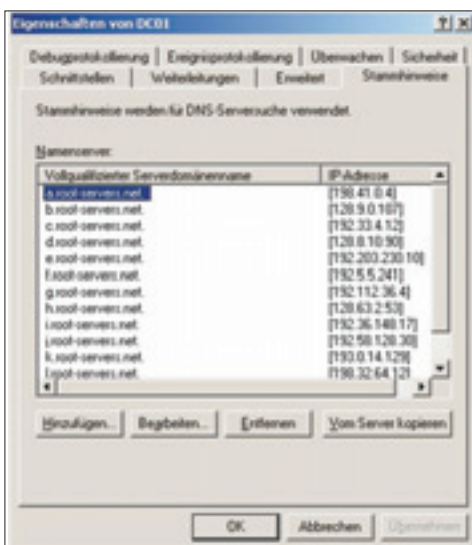 Eigenschaften von DC01
Debugprotokollierung Ereignisprotokollierung Überwachen Sicherheit
Schnittstellen Weiterleitungen Erweitert Stammhinweise
Stammhinweise werden für DNS-Serversuche verwendet.
Namenserver:
Vollqualifizierter Serverdomänenname IP-Adresse
a.root-servers.net. [198.41.0.4]
b.root-servers.net. [128.9.0.107]
c.root-servers.net. [192.33.4.12]
d.root-servers.net. [128.8.10.90]
e.root-servers.net. [192.203.230.10]
f.root-servers.net. [192.5.5.241]
g.root-servers.net. [192.112.36.4]
h.root-servers.net. [128.63.2.53]
i.root-servers.net. [192.36.148.17]
j.root-servers.net. [192.58.128.30]
k.root-servers.net. [193.0.14.129]
l.root-servers.net. [198.32.64.12]
Hinzufügen... Bearbeiten... Entfernen Vom Server kopieren
OK Abbrechen Übernehmen